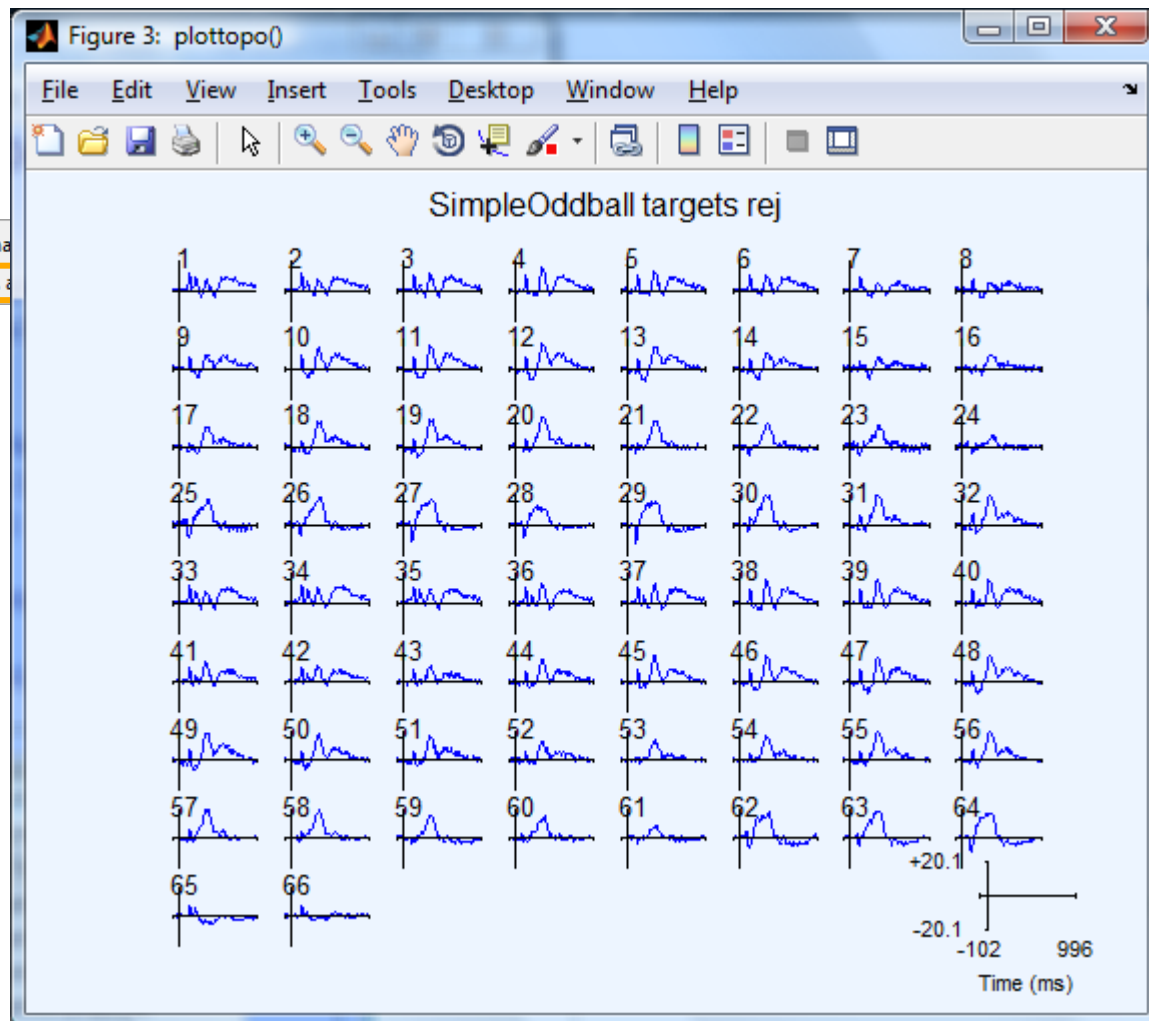 Figure 3: plottopo()
File Edit View Insert Tools Desktop Window Help
SimpleOddball targets rej
1 2 3 4 5 6 7 8
9 10 11 12 13 14 15 16
17 18 19 20 21 22 23 24
25 26 27 28 29 30 31 32
33 34 35 36 37 38 39 40
41 42 43 44 45 46 47 48
49 50 51 52 53 54 55 56
57 58 59 60 61 62 63 64
+20.1
65 66
-20.1
-102 996
Time (ms)